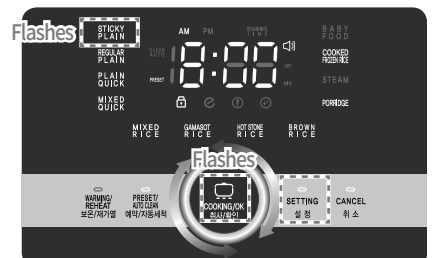 Flashes
STICKY
PLAIN
REGULAR
PLAIN
PLAIN
QUICK
MIXED
QUICK
CLEAN
AUTO
PRESET
AM PM
REMAINING
TIME
8:00
MIN
BABY
FOOD
COOKED
FROZEN RICE
STEAM
PORRIDGE
MIXED
RICE
GAMASOT
RICE
HOT STONE
RICE
BROWN
RICE
Flashes
WARMING/
REHEAT
보온/재가열
PRESET/
AUTO CLEAN
예약/자동세척
COOKING/OK
취사/확인
SETTING
설 정
CANCEL
취 소